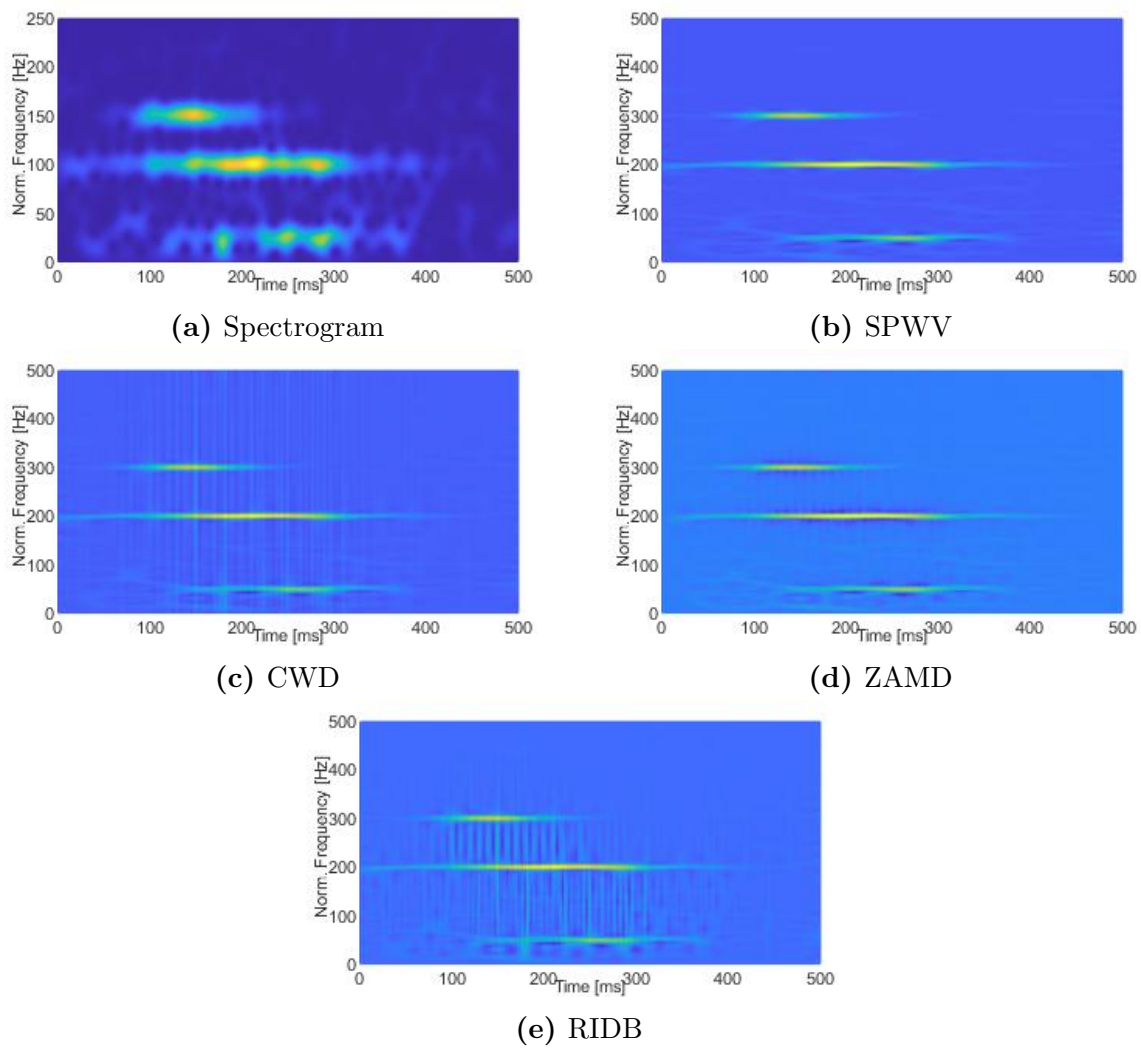 250
200
150
100
50
0
Norm. Frequency [Hz]
0 100 200 300 400 500
Time [ms]
(a) Spectrogram
500
400
300
200
100
0
Norm. Frequency [Hz]
0 100 200 300 400 500
Time [ms]
(b) SPWV
500
400
300
200
100
0
Norm. Frequency [Hz]
0 100 200 300 400 500
Time [ms]
(c) CWD
500
400
300
200
100
0
Norm. Frequency [Hz]
0 100 200 300 400 500
Time [ms]
(d) ZAMD
500
400
300
200
100
0
Norm. Frequency [Hz]
0 100 200 300 400 500
Time [ms]
(e) RIDB